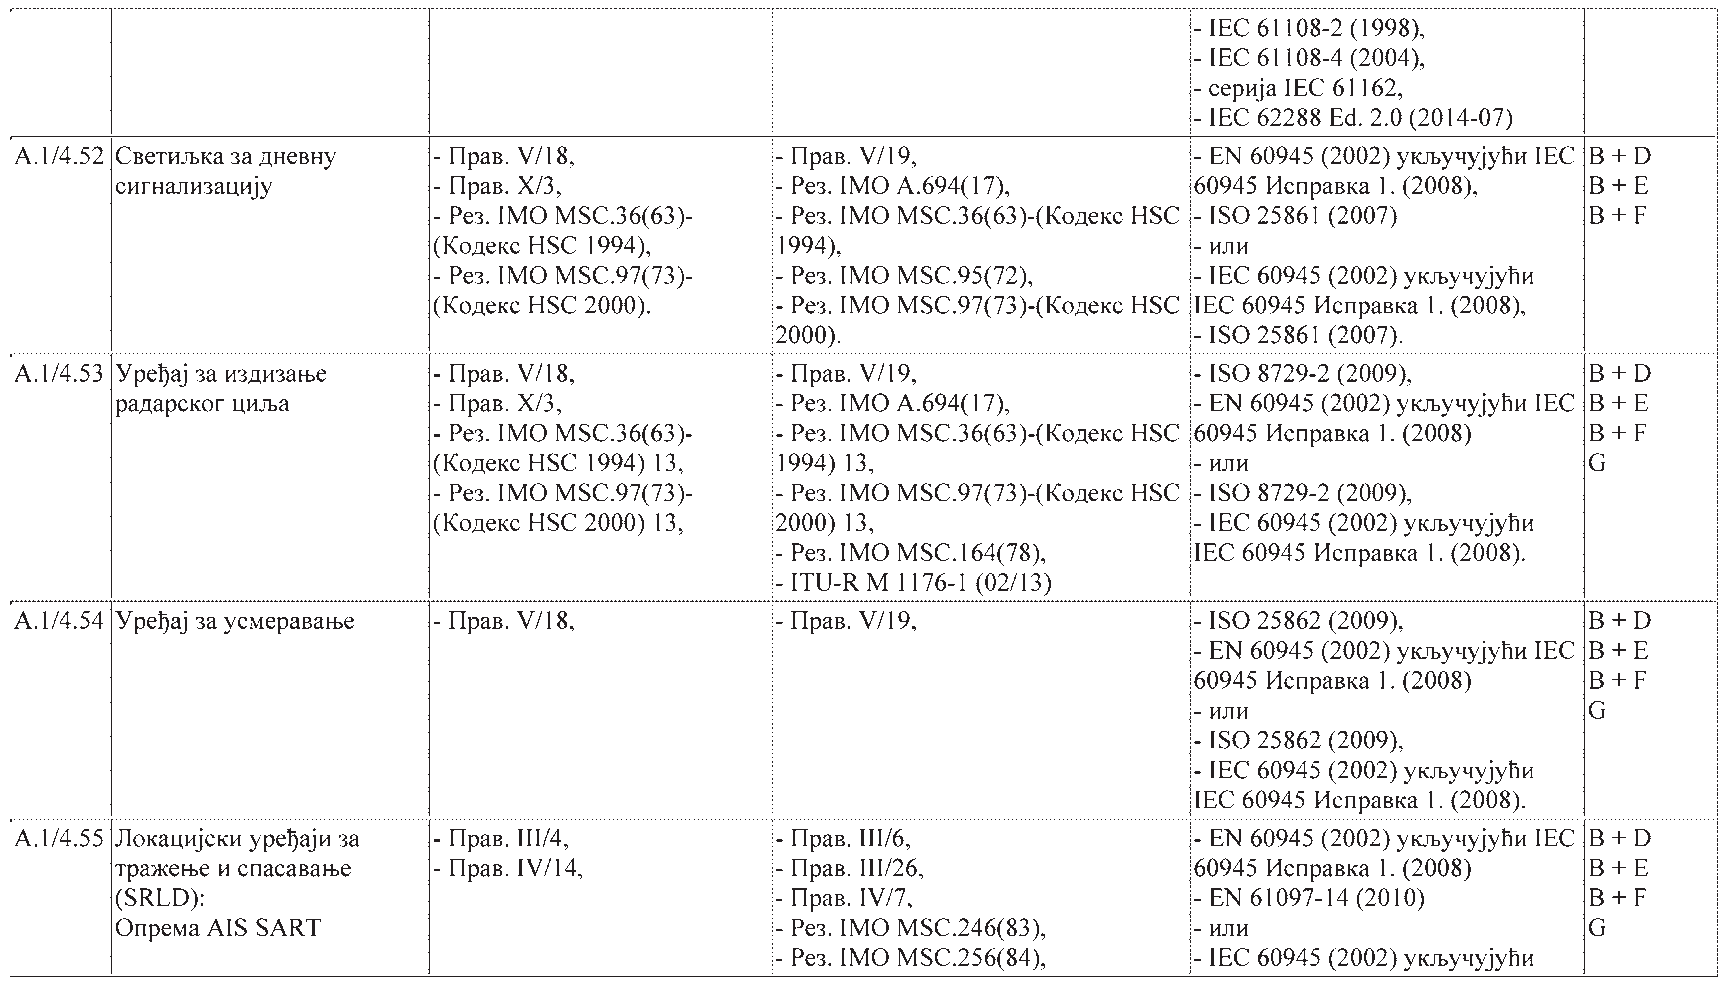 - IEC 61108-2 (1998),
- IEC 61108-4 (2004),
- серија IEC 61162,
- IEC 62288 Ed. 2.0 (2014-07)
A.1/4.52
Светиљка за дневну
сигнализацију
- Прав. V/18,
- Прав. X/3,
- Рез. IMO MSC.36(63)-
(Кодекс HSC 1994),
- Рез. IMO MSC.97(73)-
(Кодекс HSC 2000).
- Прав. V/19,
- Рез. IMO A.694(17),
- Рез. IMO MSC.36(63)-(Кодекс HSC
1994),
- Рез. IMO MSC.95(72),
- Рез. IMO MSC.97(73)-(Кодекс HSC
2000).
- EN 60945 (2002) укључујући IEC
60945 Исправка 1. (2008),
- ISO 25861 (2007)
- или
- IEC 60945 (2002) укључујући
IEC 60945 Исправка 1. (2008),
- ISO 25861 (2007).
B + D
B + E
B + F
A.1/4.53
Уређај за издизање
радарског циља
- Прав. V/18,
- Прав. X/3,
- Рез. IMO MSC.36(63)-
(Кодекс HSC 1994) 13,
- Рез. IMO MSC.97(73)-
(Кодекс HSC 2000) 13,
- Прав. V/19,
- Рез. IMO A.694(17),
- Рез. IMO MSC.36(63)-(Кодекс HSC
1994) 13,
- Рез. IMO MSC.97(73)-(Кодекс HSC
2000) 13,
- Рез. IMO MSC.164(78),
- ITU-R M 1176-1 (02/13)
- ISO 8729-2 (2009),
- EN 60945 (2002) укључујући IEC
60945 Исправка 1. (2008)
- или
- ISO 8729-2 (2009),
- IEC 60945 (2002) укључујући
IEC 60945 Исправка 1. (2008).
B + D
B + E
B + F
G
A.1/4.54
Уређај за усмеравање
- Прав. V/18,
- Прав. V/19,
- ISO 25862 (2009),
- EN 60945 (2002) укључујући IEC
60945 Исправка 1. (2008)
- или
- ISO 25862 (2009),
- IEC 60945 (2002) укључујући
IEC 60945 Исправка 1. (2008).
B + D
B + E
B + F
G
A.1/4.55
Локацијски уређаји за
тражење и спасавање
(SRLD):
Опрема AIS SART
- Прав. III/4,
- Прав. IV/14,
- Прав. III/6,
- Прав. III/26,
- Прав. IV/7,
- Рез. IMO MSC.246(83),
- Рез. IMO MSC.256(84),
- EN 60945 (2002) укључујући IEC
60945 Исправка 1. (2008)
- EN 61097-14 (2010)
- или
- IEC 60945 (2002) укључујући
B + D
B + E
B + F
G